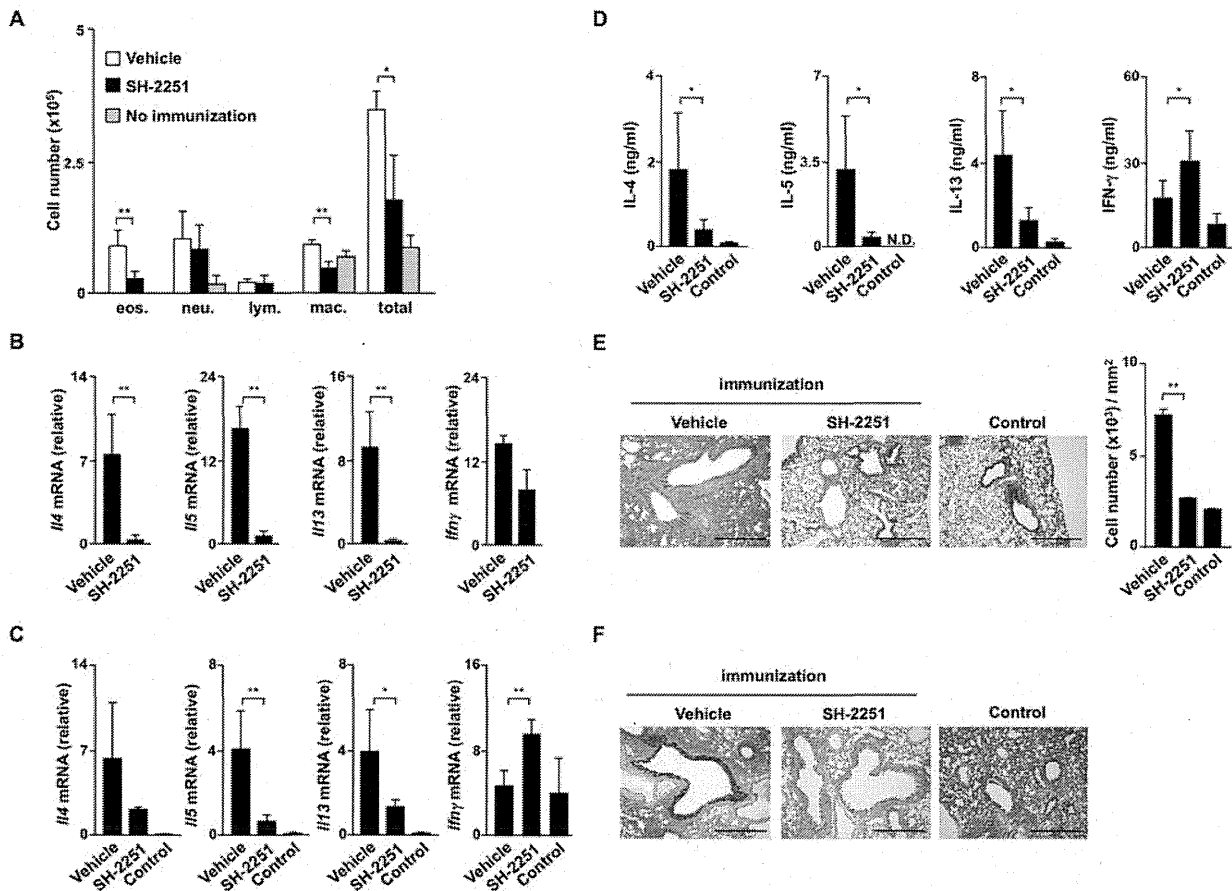 A
Cell number (x10⁵)
5
2.5
0
Vehicle
SH-2251
No immunization
**
**
*
eos.
neu.
lym.
mac.
total
B
Il4 mRNA (relative)
14
7
0
**
Vehicle
SH-2251
Il5 mRNA (relative)
24
12
0
**
Vehicle
SH-2251
Il13 mRNA (relative)
16
8
0
**
Vehicle
SH-2251
Ifnγ mRNA (relative)
24
12
0
Vehicle
SH-2251
C
Il4 mRNA (relative)
14
7
0
Vehicle
SH-2251
Control
Il5 mRNA (relative)
8
4
0
**
Vehicle
SH-2251
Control
Il13 mRNA (relative)
8
4
0
*
Vehicle
SH-2251
Control
Ifnγ mRNA (relative)
16
8
0
**
Vehicle
SH-2251
Control
D
IL-4 (ng/ml)
4
2
0
*
Vehicle
SH-2251
Control
IL-5 (ng/ml)
7
3.5
0
*
N.D.
Vehicle
SH-2251
Control
IL-13 (ng/ml)
8
4
0
*
Vehicle
SH-2251
Control
IFN-γ (ng/ml)
60
30
0
*
Vehicle
SH-2251
Control
E
immunization
Vehicle
SH-2251
Control
Cell number (x10³) / mm²
10
5
0
**
Vehicle
SH-2251
Control
F
immunization
Vehicle
SH-2251
Control